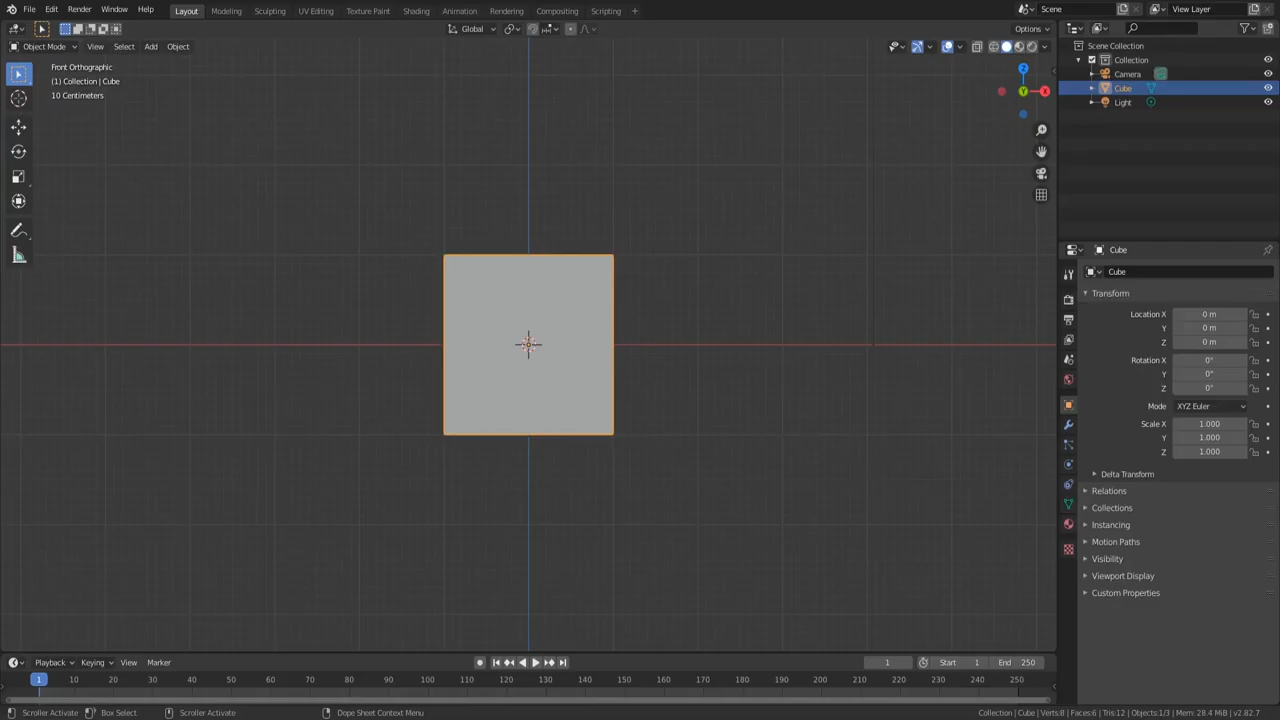 File Edit Render Window Help Layout Modeling Sculpting UV Editing Texture Paint Shading Animation Rendering Compositing Scripting + Scene View Layer
Global Options
Object Mode View Select Add Object
Front Orthographic
(1) Collection | Cube
10 Centimeters
Z
Y
X
Scene Collection
Collection
Camera
Cube
Light
Cube
Cube
Transform
Location X 0 m
Y 0 m
Z 0 m
Rotation X 0°
Y 0°
Z 0°
Mode XYZ Euler
Scale X 1.000
Y 1.000
Z 1.000
Delta Transform
Relations
Collections
Instancing
Motion Paths
Visibility
Viewport Display
Custom Properties
Playback Keying View Marker 1 Start 1 End 250
1 10 20 30 40 50 60 70 80 90 100 110 120 130 140 150 160 170 180 190 200 210 220 230 240 250
Scroller Activate Box Select Scroller Activate Dope Sheet Context Menu Collection | Cube | Verts:8 | Faces:6 | Tris:12 | Objects:1/3 | Mem: 28.4 MiB | v2.82.7